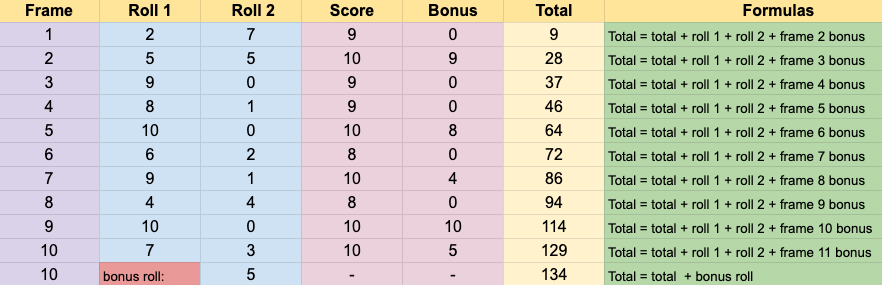 Frame Roll 1 Roll 2 Score Bonus Total Formulas
1 2 7 9 0 9 Total = total + roll 1 + roll 2 + frame 2 bonus
2 5 5 10 9 28 Total = total + roll 1 + roll 2 + frame 3 bonus
3 9 0 9 0 37 Total = total + roll 1 + roll 2 + frame 4 bonus
4 8 1 9 0 46 Total = total + roll 1 + roll 2 + frame 5 bonus
5 10 0 10 8 64 Total = total + roll 1 + roll 2 + frame 6 bonus
6 6 2 8 0 72 Total = total + roll 1 + roll 2 + frame 7 bonus
7 9 1 10 4 86 Total = total + roll 1 + roll 2 + frame 8 bonus
8 4 4 8 0 94 Total = total + roll 1 + roll 2 + frame 9 bonus
9 10 0 10 10 114 Total = total + roll 1 + roll 2 + frame 10 bonus
10 7 3 10 5 129 Total = total + roll 1 + roll 2 + frame 11 bonus
10 bonus roll: 5 - - 134 Total = total + bonus roll